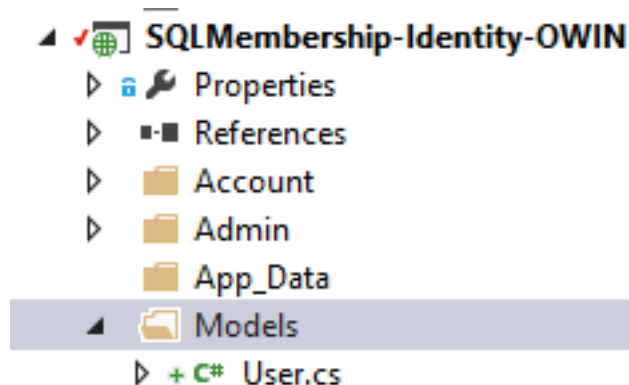 SQLMembership-Identity-OWIN
Properties
References
Account
Admin
App_Data
Models
C# User.cs